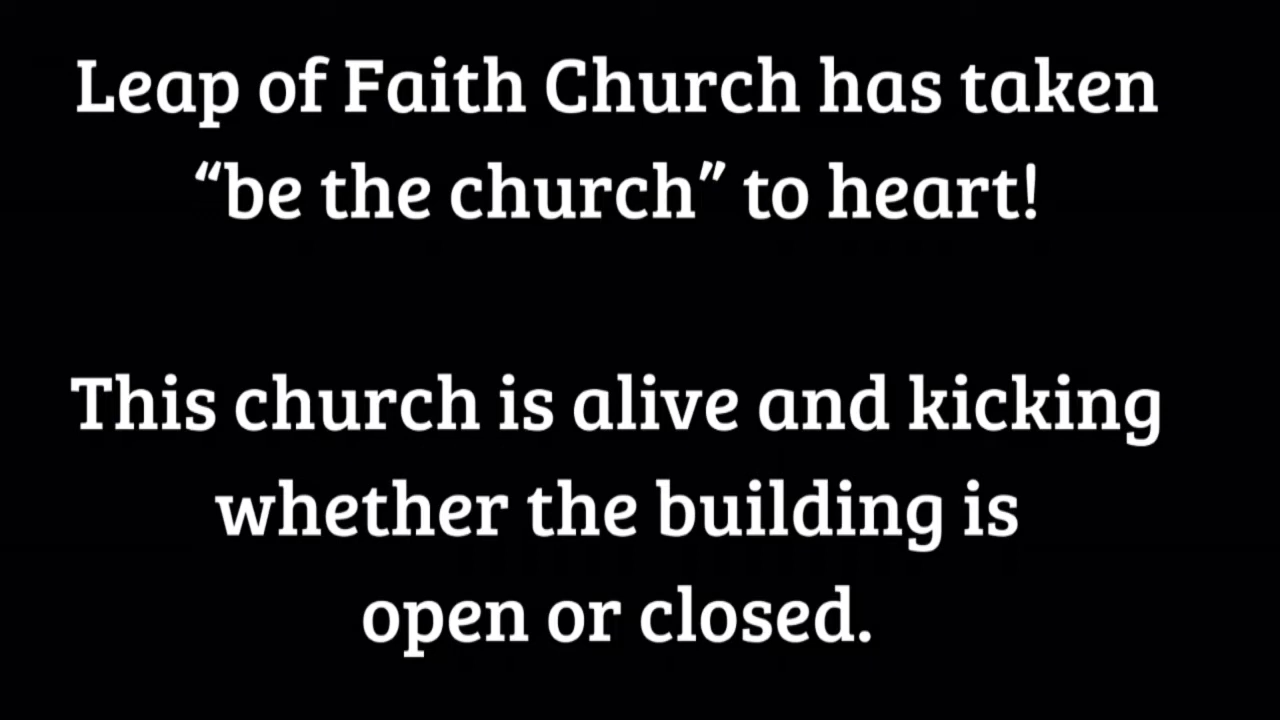 Leap of Faith Church has taken
“be the church” to heart!
This church is alive and kicking
whether the building is
open or closed.